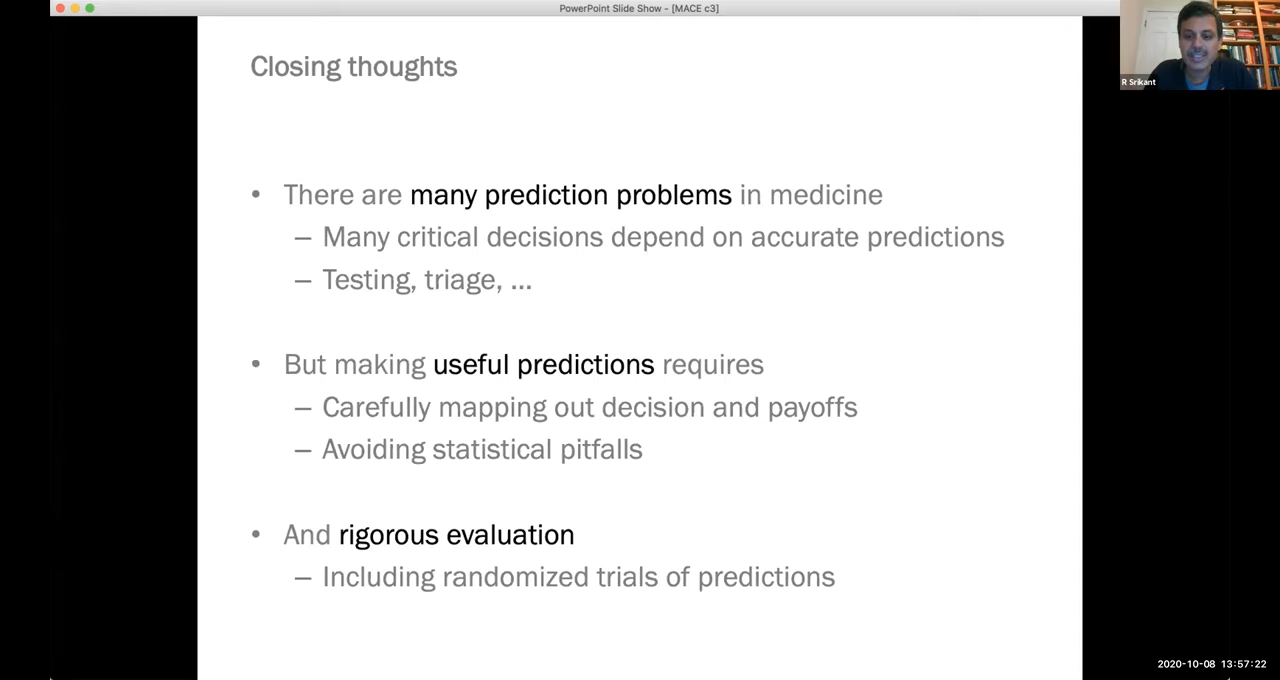 PowerPoint Slide Show - [MACE c3]
R Srikant
Closing thoughts
• There are many prediction problems in medicine
– Many critical decisions depend on accurate predictions
– Testing, triage, ...
• But making useful predictions requires
– Carefully mapping out decision and payoffs
– Avoiding statistical pitfalls
• And rigorous evaluation
– Including randomized trials of predictions
2020-10-08 13:57:22